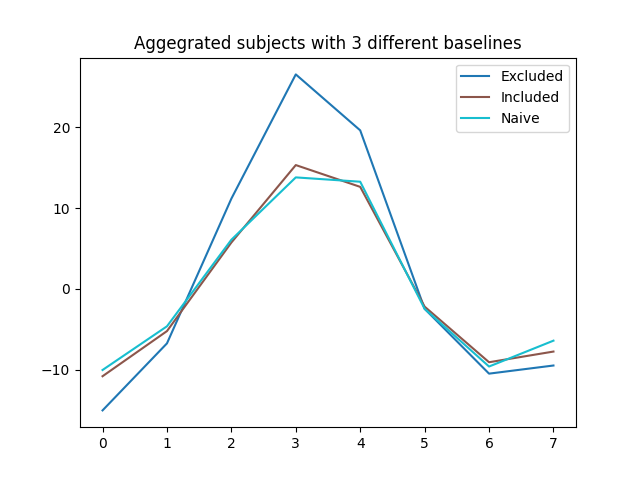 Aggegrated subjects with 3 different baselines
Excluded
Included
Naive
20
10
0
−10
0 1 2 3 4 5 6 7